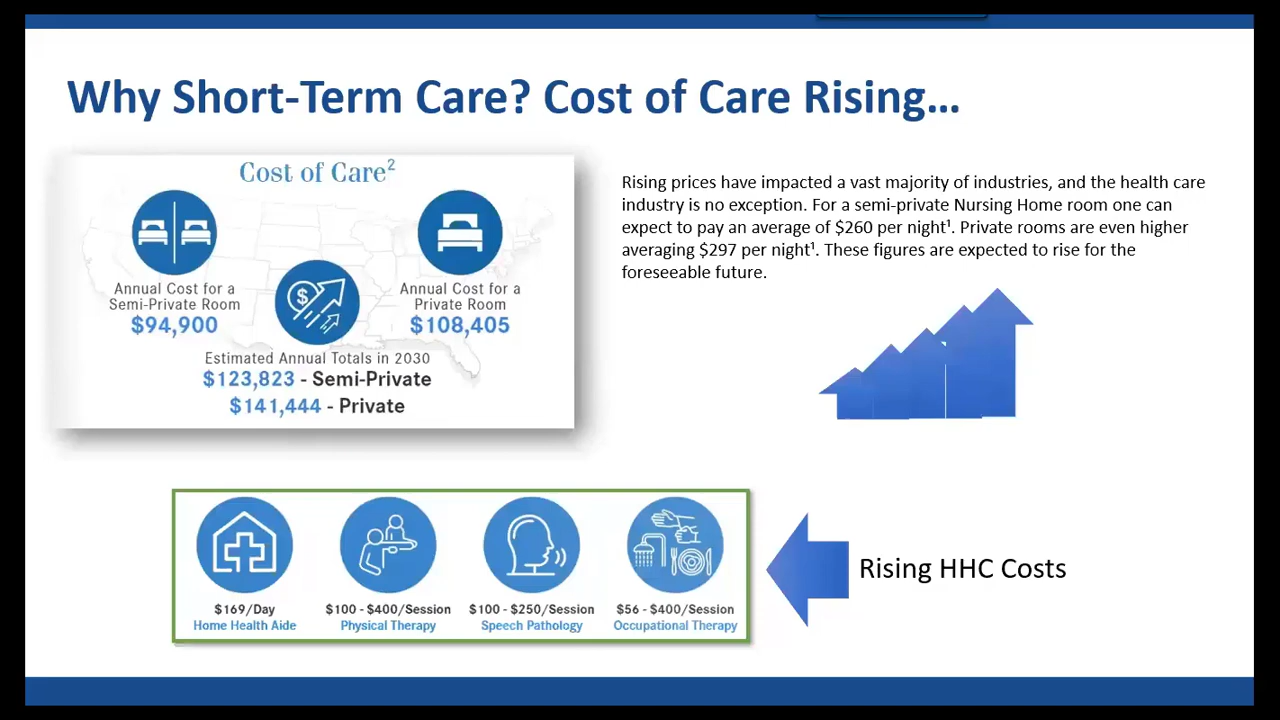 Why Short-Term Care? Cost of Care Rising...
Cost of Care²
Annual Cost for a
Semi-Private Room
$94,900
Annual Cost for a
Private Room
$108,405
Estimated Annual Totals in 2030
$123,823 - Semi-Private
$141,444 - Private
Rising prices have impacted a vast majority of industries, and the health care
industry is no exception. For a semi-private Nursing Home room one can
expect to pay an average of $260 per night¹. Private rooms are even higher
averaging $297 per night¹. These figures are expected to rise for the
foreseeable future.
$169/Day
Home Health Aide
$100 - $400/Session
Physical Therapy
$100 - $250/Session
Speech Pathology
$56 - $400/Session
Occupational Therapy
Rising HHC Costs